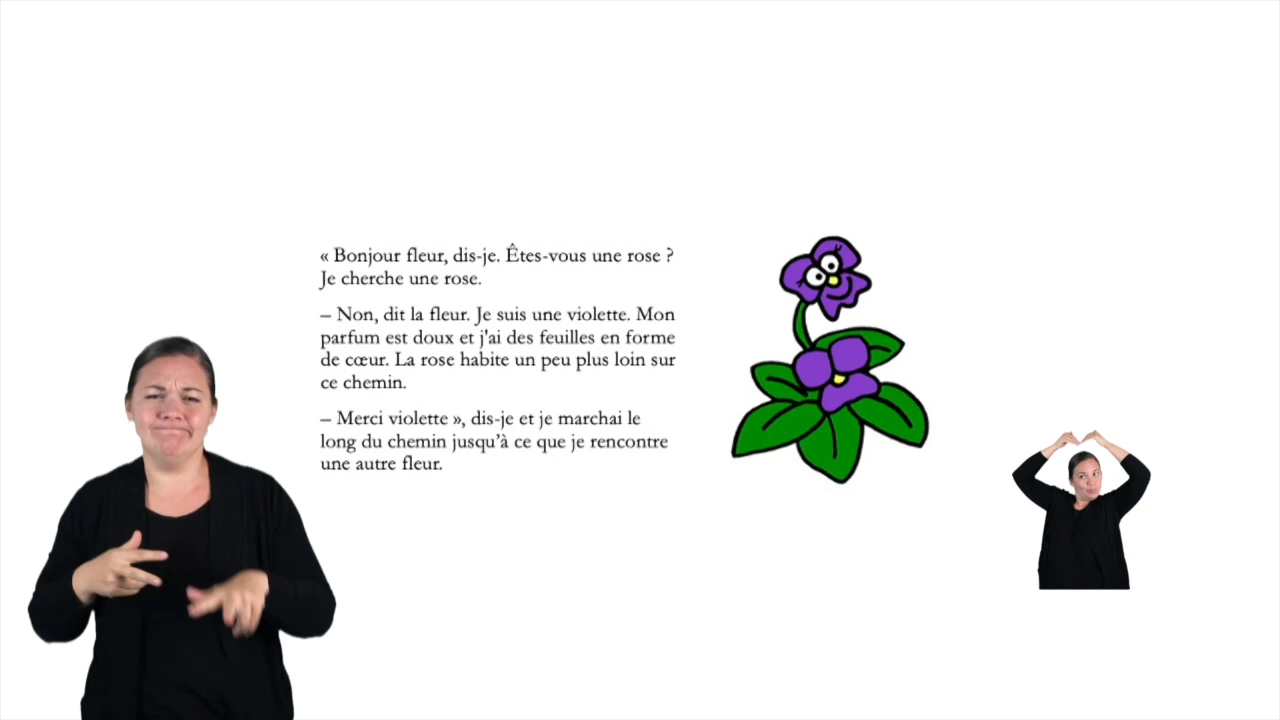 « Bonjour fleur, dis-je. Êtes-vous une rose ?
Je cherche une rose.
– Non, dit la fleur. Je suis une violette. Mon
parfum est doux et j'ai des feuilles en forme
de cœur. La rose habite un peu plus loin sur
ce chemin.
– Merci violette », dis-je et je marchai le
long du chemin jusqu’à ce que je rencontre
une autre fleur.